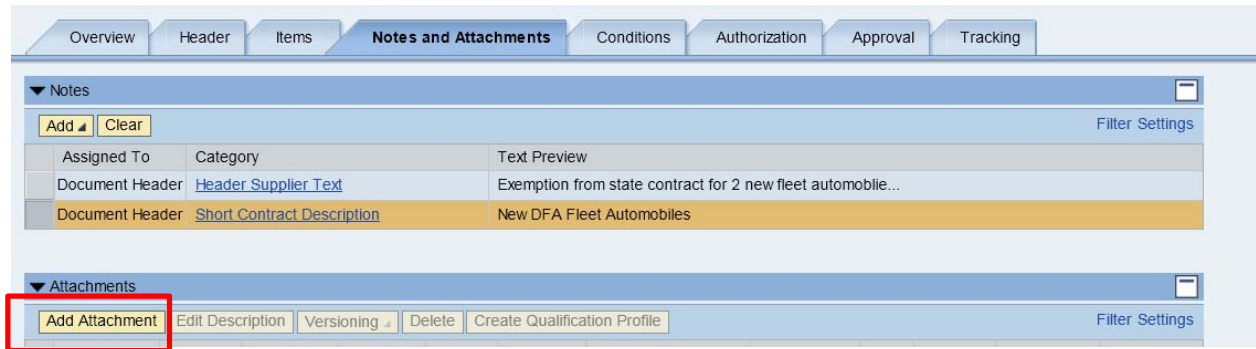 Overview Header Items Notes and Attachments Conditions Authorization Approval Tracking
Notes
Add Clear Filter Settings
Assigned To Category Text Preview
Document Header Header Supplier Text Exemption from state contract for 2 new fleet automoblie...
Document Header Short Contract Description New DFA Fleet Automobiles
Attachments
Add Attachment Edit Description Versioning Delete Create Qualification Profile Filter Settings